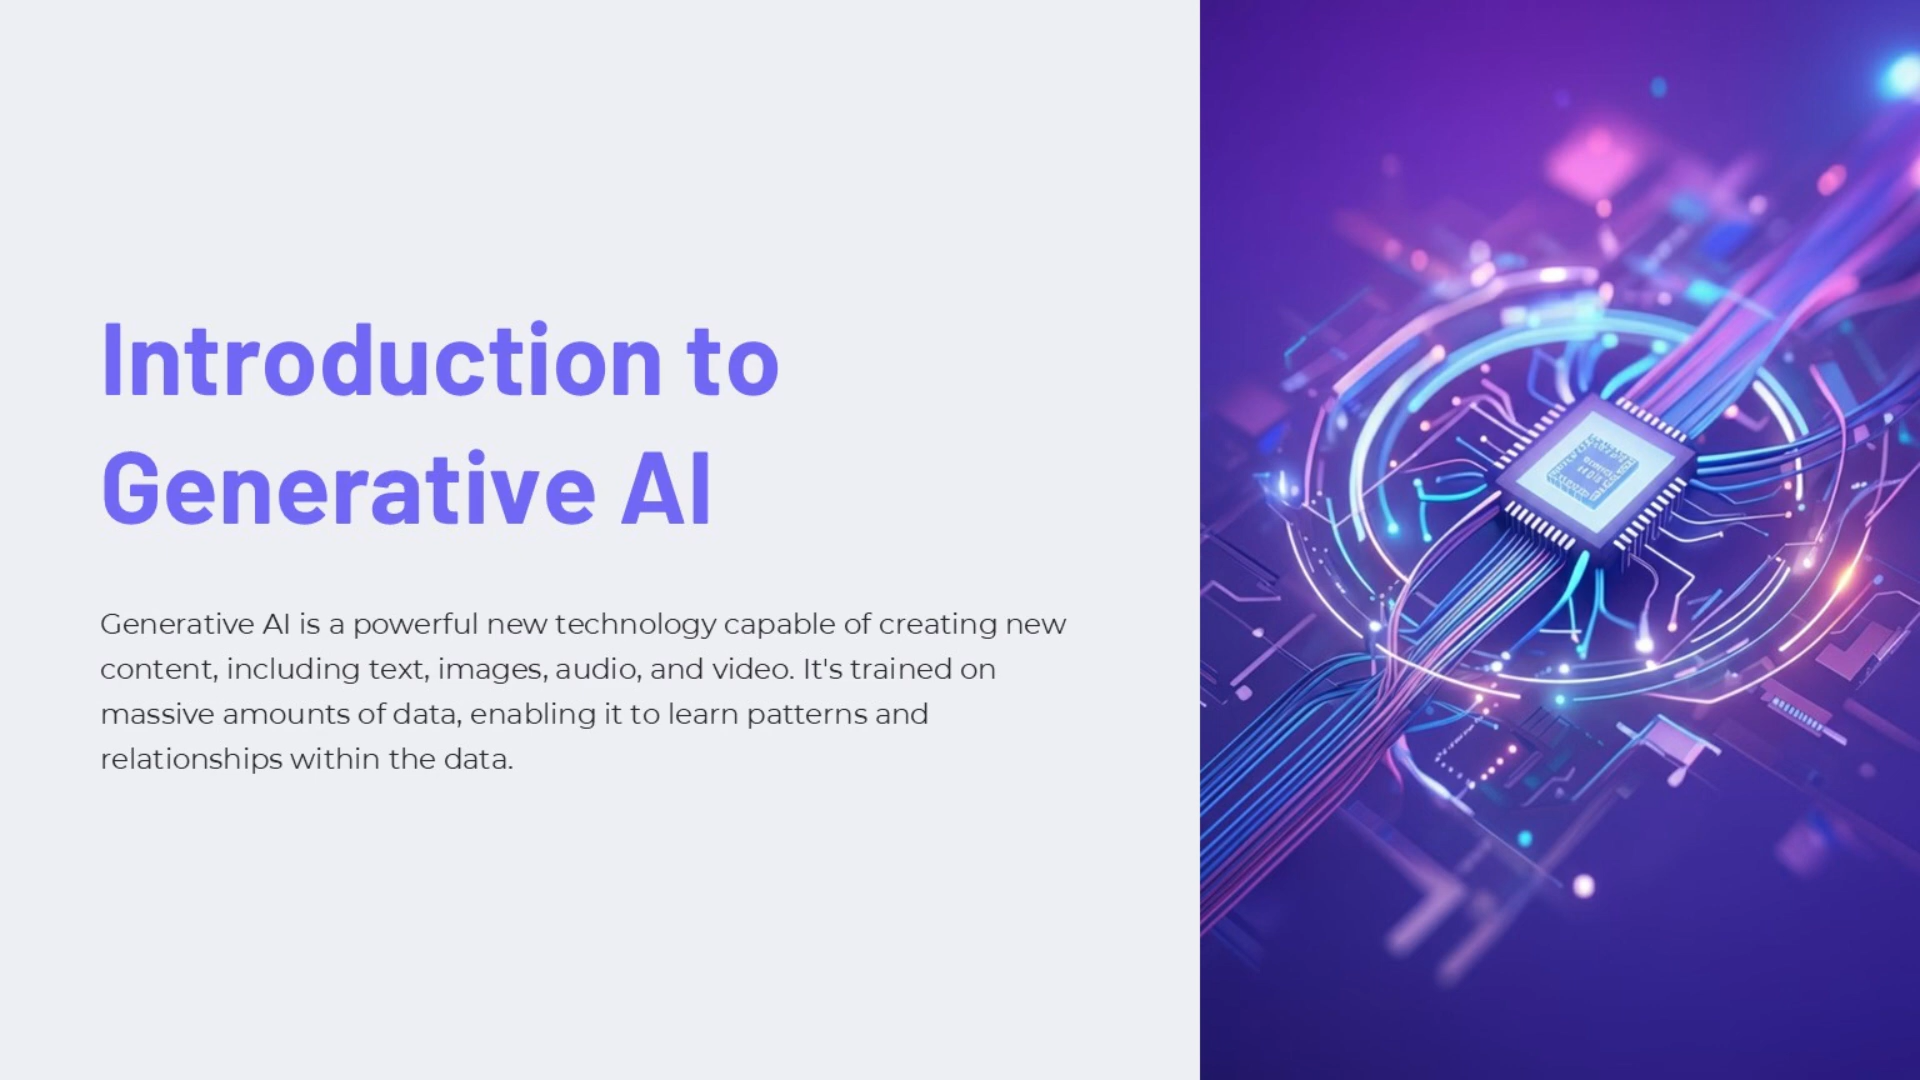 Introduction to
Generative AI
Generative AI is a powerful new technology capable of creating new
content, including text, images, audio, and video. It's trained on
massive amounts of data, enabling it to learn patterns and
relationships within the data.